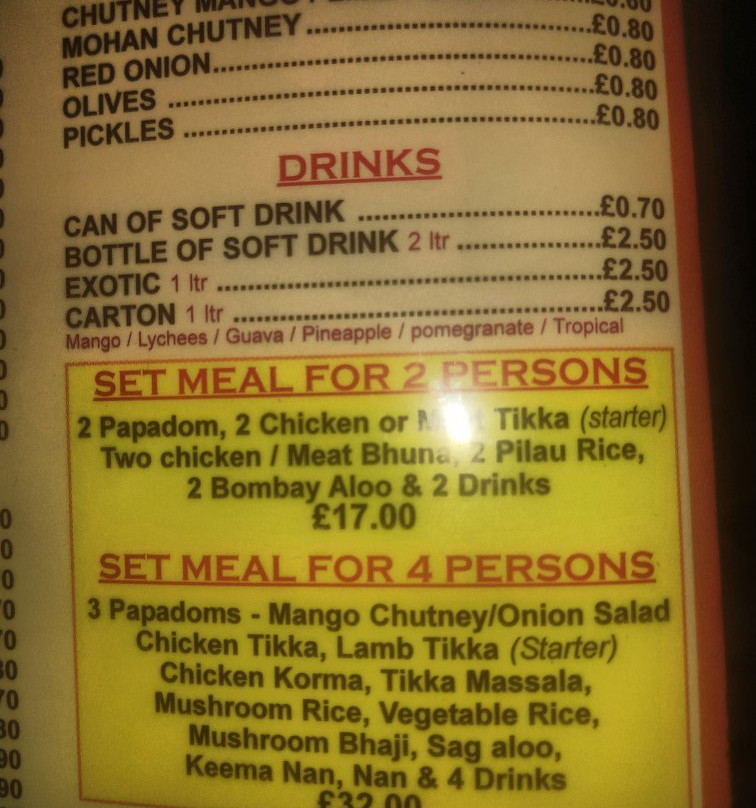 CHUTNEY MANGO
MOHAN CHUTNEY ..........£0.80
RED ONION..........£0.80
OLIVES ..........£0.80
PICKLES ..........£0.80
DRINKS
CAN OF SOFT DRINK ..........£0.70
BOTTLE OF SOFT DRINK 2 ltr ..........£2.50
EXOTIC 1 ltr ..........£2.50
CARTON 1 ltr ..........£2.50
Mango / Lychees / Guava / Pineapple / pomegranate / Tropical
SET MEAL FOR 2 PERSONS
2 Papadom, 2 Chicken or Tikka (starter)
Two chicken / Meat Bhuna, 2 Pilau Rice,
2 Bombay Aloo & 2 Drinks
£17.00
SET MEAL FOR 4 PERSONS
3 Papadoms - Mango Chutney/Onion Salad
Chicken Tikka, Lamb Tikka (Starter)
Chicken Korma, Tikka Massala,
Mushroom Rice, Vegetable Rice,
Mushroom Bhaji, Sag aloo,
Keema Nan, Nan & 4 Drinks
£32.00